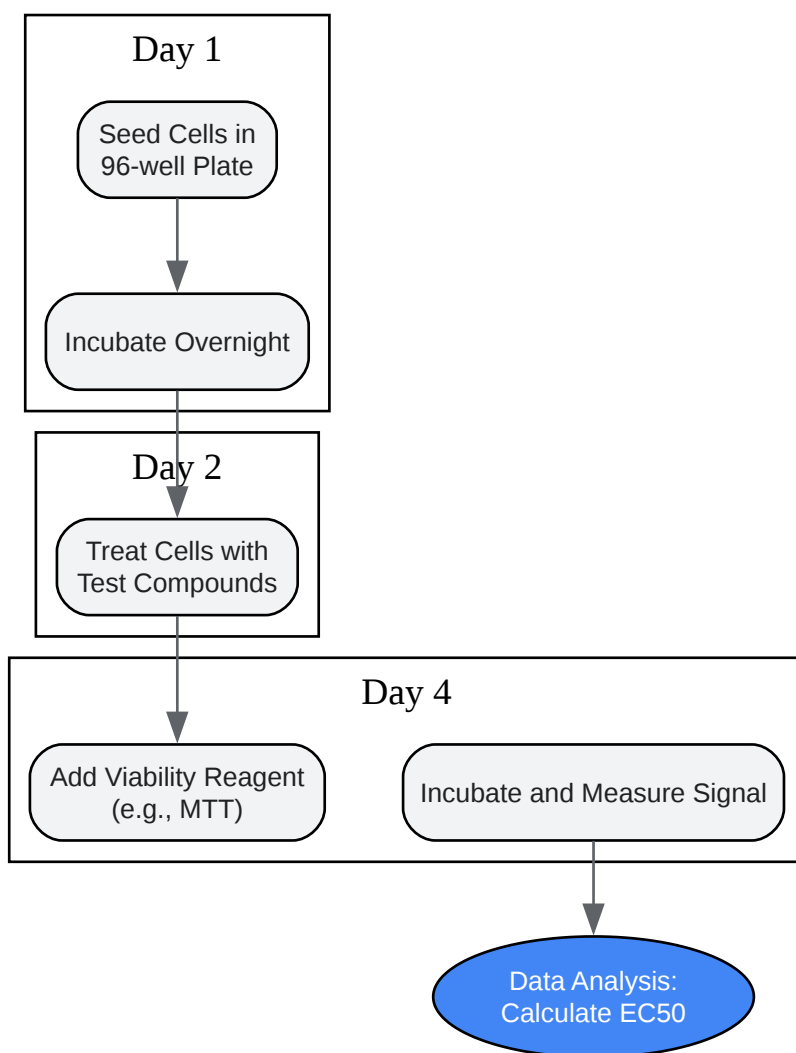 Day 1
Seed Cells in
96-well Plate
Incubate Overnight
Day 2
Treat Cells with
Test Compounds
Day 4
Add Viability Reagent
(e.g., MTT)
Incubate and Measure Signal
Data Analysis:
Calculate EC50